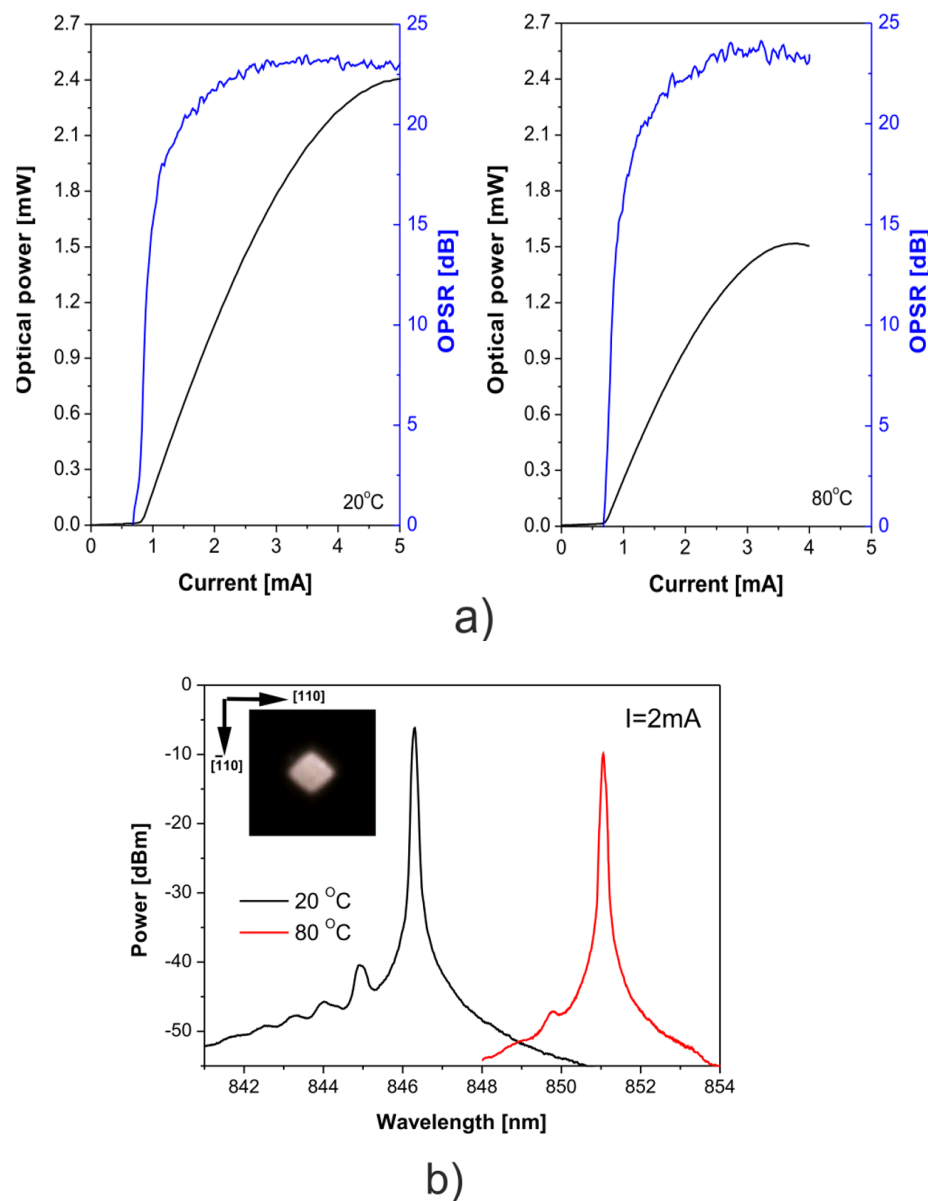 a)
2.7
2.4
2.1
1.8
1.5
1.2
0.9
0.6
0.3
0.0
Optical power [mW]
25
20
15
10
5
0
OPSR [dB]
20°C
0 1 2 3 4 5
Current [mA]
2.7
2.4
2.1
1.8
1.5
1.2
0.9
0.6
0.3
0.0
Optical power [mW]
25
20
15
10
5
0
OPSR [dB]
80°C
0 1 2 3 4 5
Current [mA]
a)
0
-10
-20
-30
-40
-50
Power [dBm]
[110]
[1̄10]
I=2mA
20 °C
80 °C
842 844 846 848 850 852 854
Wavelength [nm]
b)